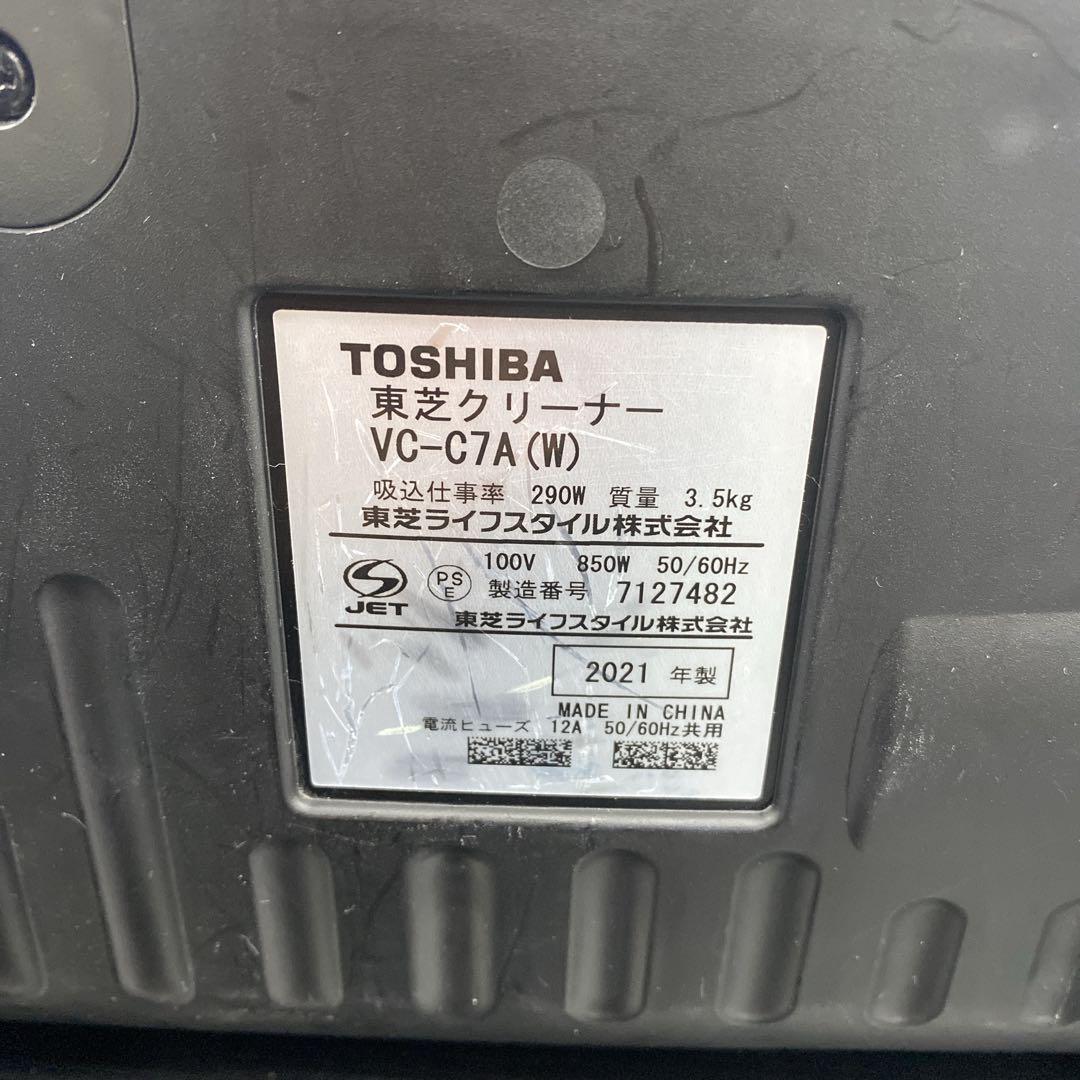 TOSHIBA
東芝クリーナー
VC-C7A(W)
吸込仕事率 290W 質量 3.5kg
東芝ライフスタイル株式会社
100V 850W 50/60Hz
JET PSE 製造番号 7127482
東芝ライフスタイル株式会社
2021 年製
MADE IN CHINA
電流ヒューズ 12A 50/60Hz共用